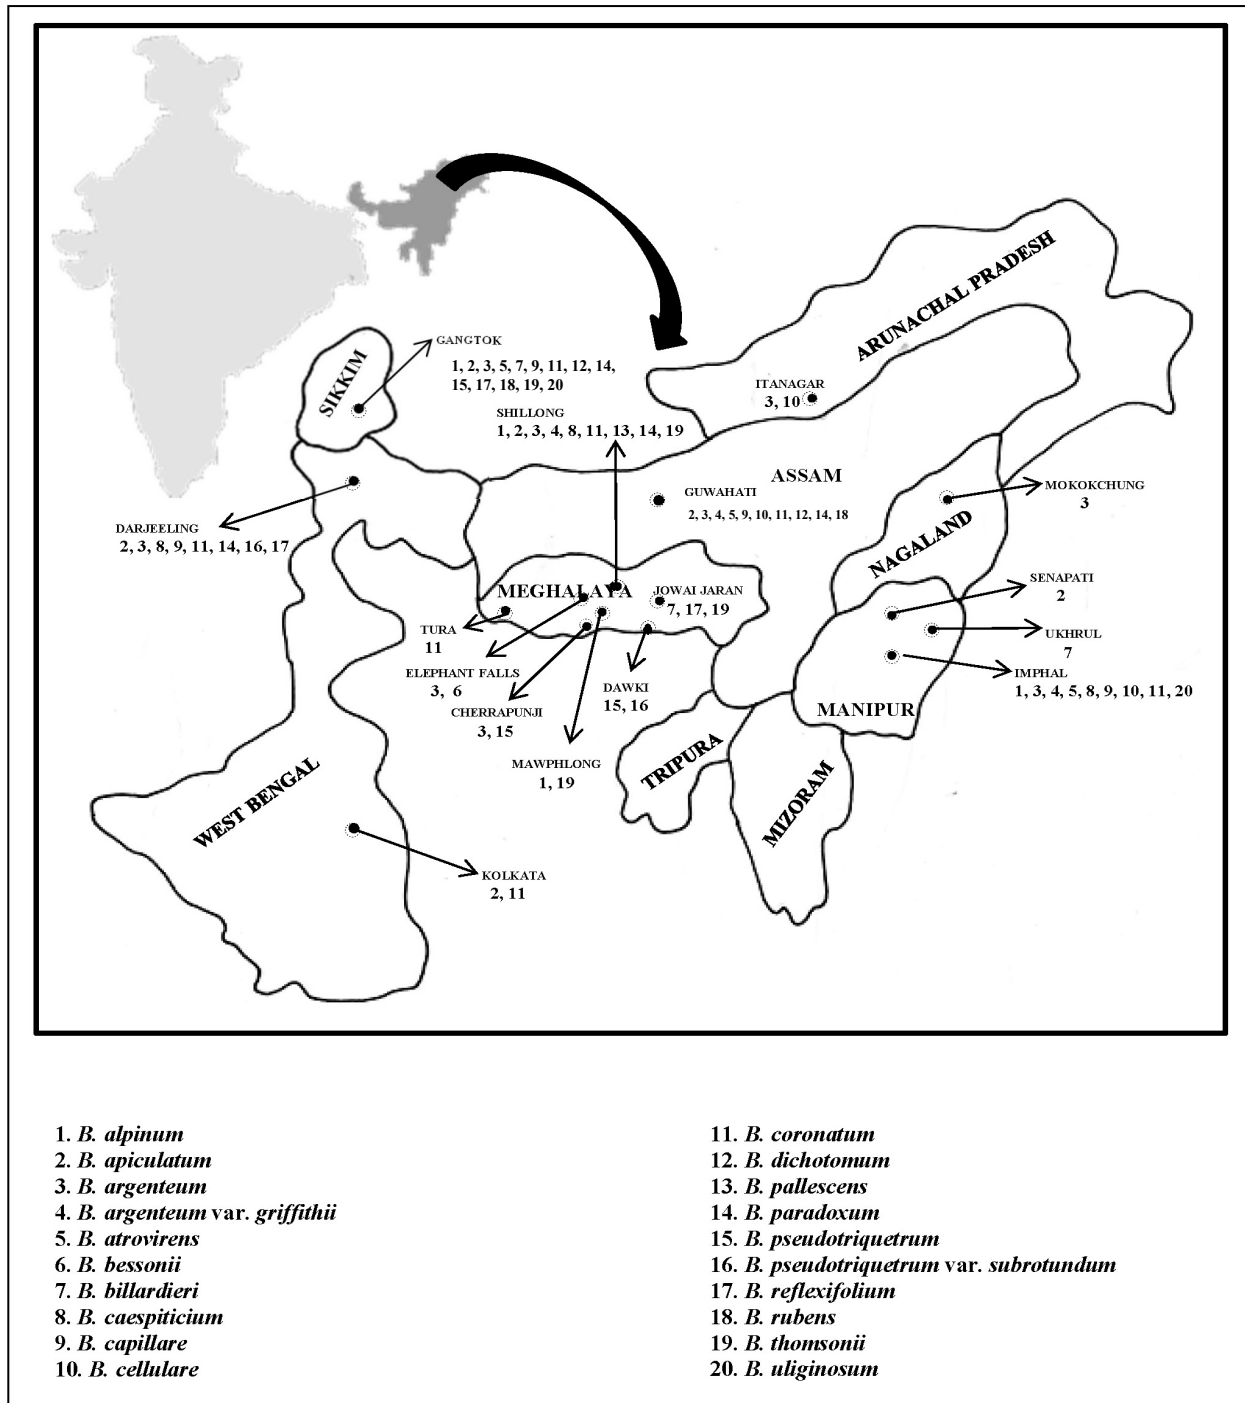 GANGTOK
1, 2, 3, 5, 7, 9, 11, 12, 14,
15, 17, 18, 19, 20
SIKKIM
SHILLONG
1, 2, 3, 4, 8, 11, 13, 14, 19
ARUNACHAL PRADESH
ITANAGAR
3, 10
ASSAM
GUWAHATI
2, 3, 4, 5, 9, 10, 11, 12, 14, 18
MOKOKCHUNG
3
NAGALAND
DARJEELING
2, 3, 8, 9, 11, 14, 16, 17
MEGHALAYA
JOWAI JARAN
7, 17, 19
SENAPATI
2
UKHRUL
7
IMPHAL
1, 3, 4, 5, 8, 9, 10, 11, 20
MANIPUR
TURA
11
ELEPHANT FALLS
3, 6
CHERRAPUNJI
3, 15
DAWKI
15, 16
MAWPHLONG
1, 19
TRIPURA
MIZORAM
WEST BENGAL
KOLKATA
2, 11
1. B. alpinum
2. B. apiculatum
3. B. argenteum
4. B. argenteum var. griffithii
5. B. atrovirens
6. B. bessonii
7. B. billardieri
8. B. caespiticium
9. B. capillare
10. B. cellulare
11. B. coronatum
12. B. dichotomum
13. B. pallescens
14. B. paradoxum
15. B. pseudotriquetrum
16. B. pseudotriquetrum var. subrotundum
17. B. reflexifolium
18. B. rubens
19. B. thomsonii
20. B. uliginosum